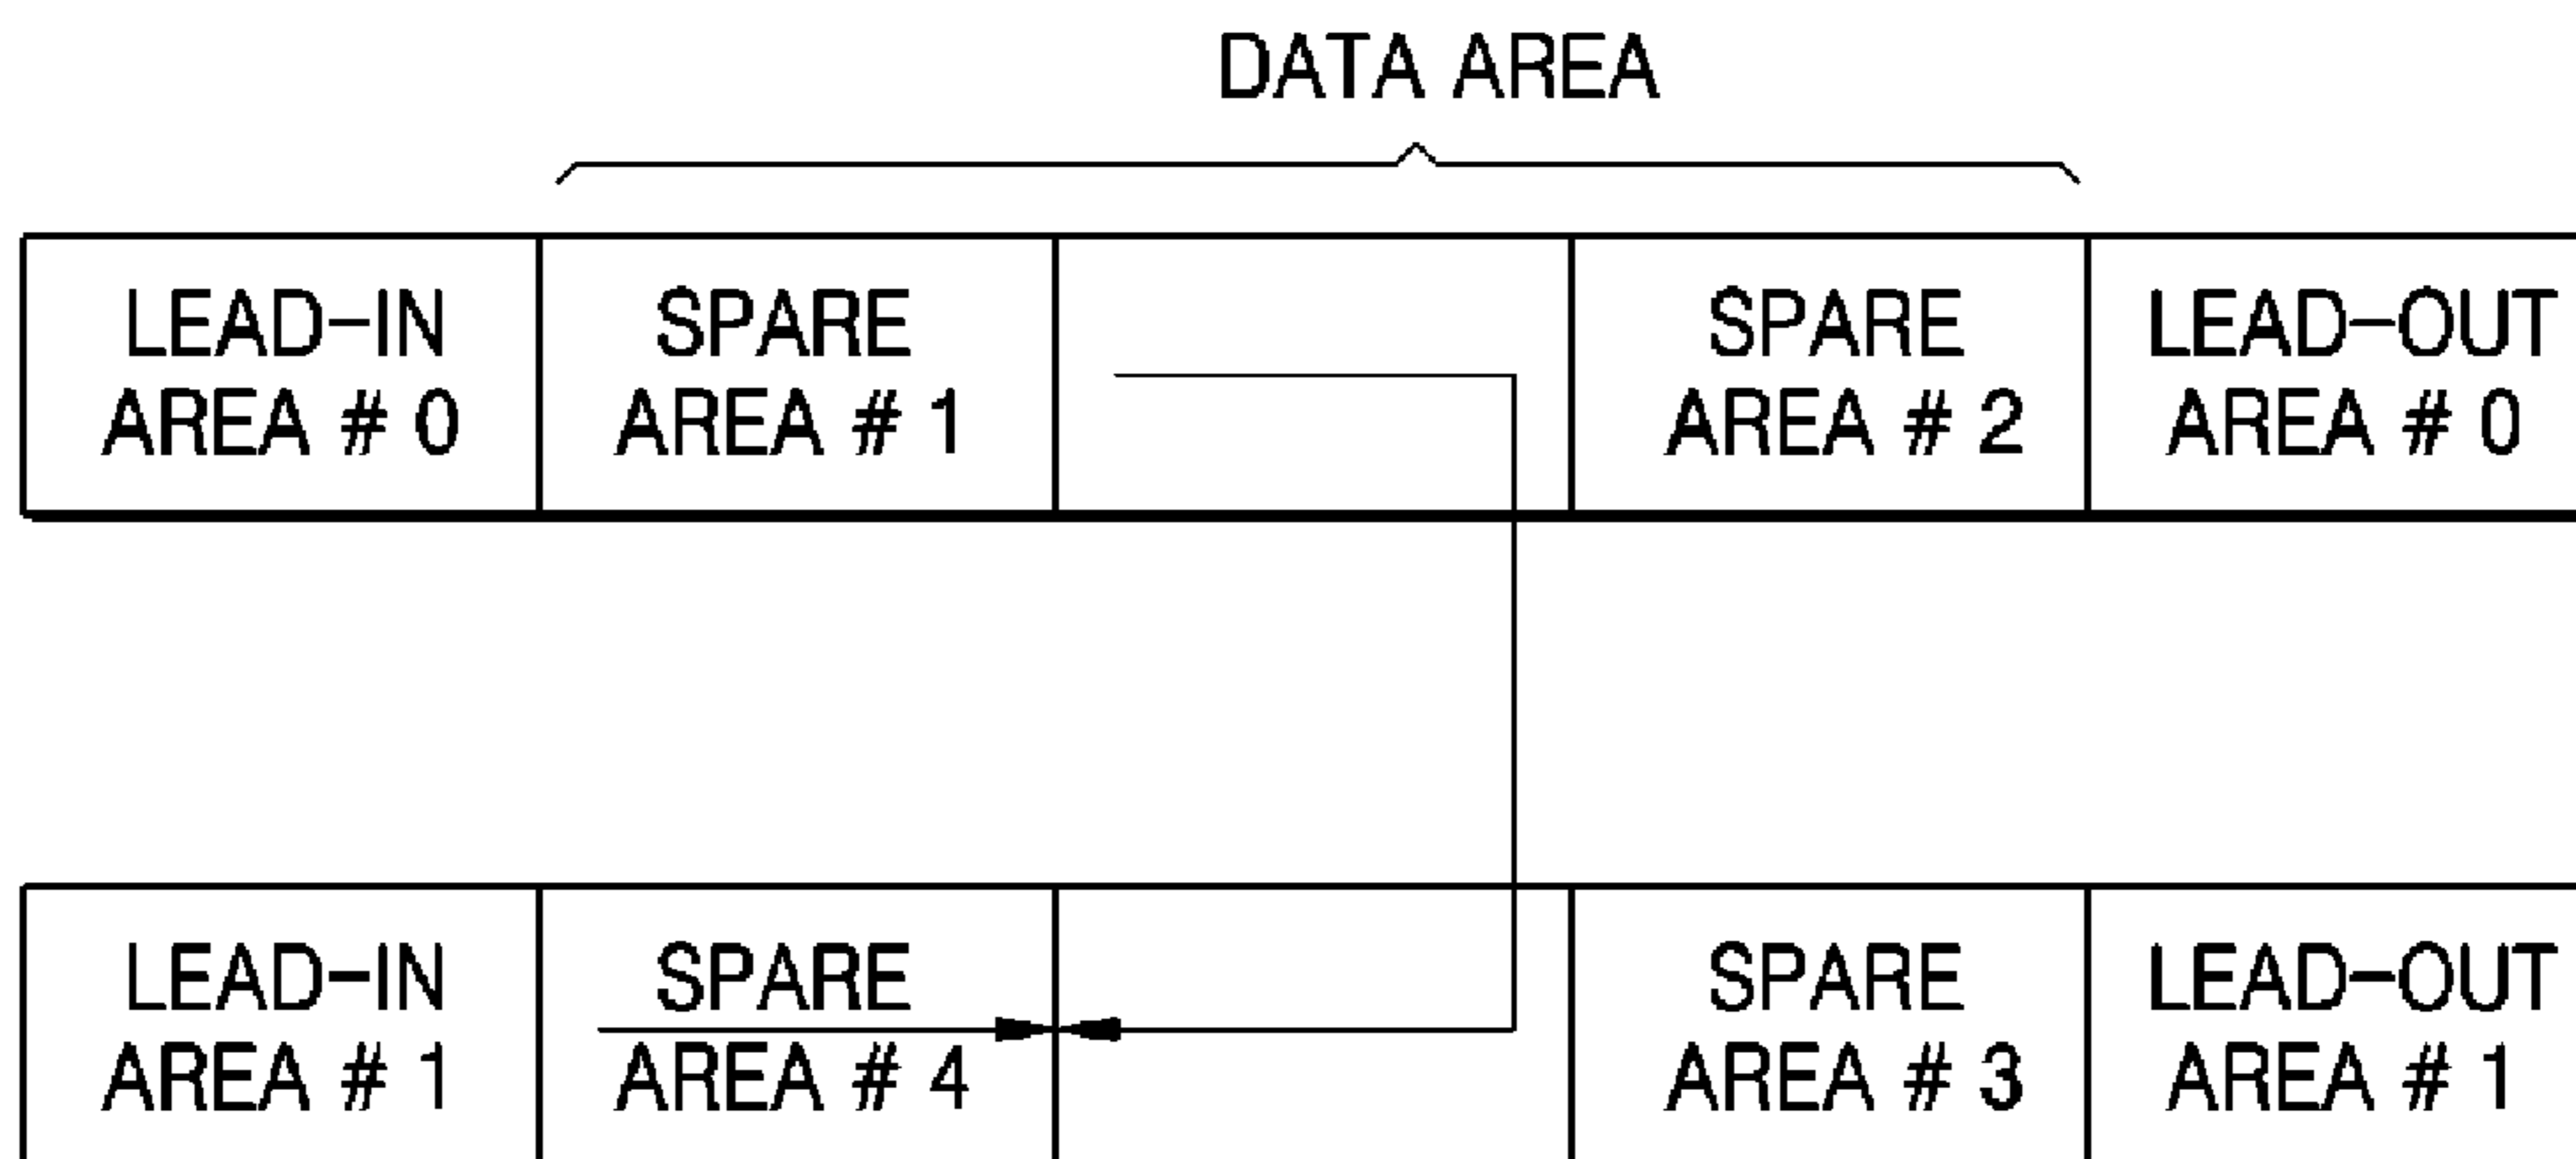 DATA AREA
LEAD-IN
AREA # 0
SPARE
AREA # 1
SPARE
AREA # 2
LEAD-OUT
AREA # 0
LEAD-IN
AREA # 1
SPARE
AREA # 4
SPARE
AREA # 3
LEAD-OUT
AREA # 1